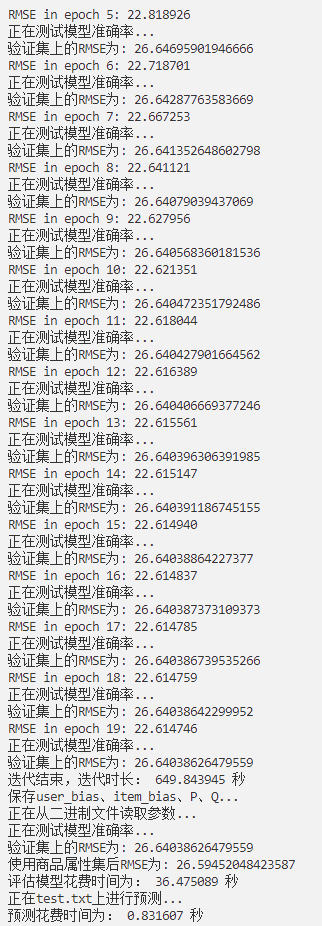 RMSE in epoch 5: 22.818926
正在测试模型准确率...
验证集上的RMSE为: 26.64695901946666
RMSE in epoch 6: 22.718701
正在测试模型准确率...
验证集上的RMSE为: 26.64287763583669
RMSE in epoch 7: 22.667253
正在测试模型准确率...
验证集上的RMSE为: 26.641352648602798
RMSE in epoch 8: 22.641121
正在测试模型准确率...
验证集上的RMSE为: 26.64079039437069
RMSE in epoch 9: 22.627956
正在测试模型准确率...
验证集上的RMSE为: 26.640568360181536
RMSE in epoch 10: 22.621351
正在测试模型准确率...
验证集上的RMSE为: 26.640472351792486
RMSE in epoch 11: 22.618044
正在测试模型准确率...
验证集上的RMSE为: 26.640427901664562
RMSE in epoch 12: 22.616389
正在测试模型准确率...
验证集上的RMSE为: 26.640406669377246
RMSE in epoch 13: 22.615561
正在测试模型准确率...
验证集上的RMSE为: 26.640396306391985
RMSE in epoch 14: 22.615147
正在测试模型准确率...
验证集上的RMSE为: 26.640391186745155
RMSE in epoch 15: 22.614940
正在测试模型准确率...
验证集上的RMSE为: 26.64038864227377
RMSE in epoch 16: 22.614837
正在测试模型准确率...
验证集上的RMSE为: 26.640387373109373
RMSE in epoch 17: 22.614785
正在测试模型准确率...
验证集上的RMSE为: 26.640386739535266
RMSE in epoch 18: 22.614759
正在测试模型准确率...
验证集上的RMSE为: 26.64038642299952
RMSE in epoch 19: 22.614746
正在测试模型准确率...
验证集上的RMSE为: 26.64038626479559
迭代结束，迭代时长： 649.843945 秒
保存user_bias、item_bias、P、Q...
正在从二进制文件读取参数...
正在测试模型准确率...
验证集上的RMSE为: 26.64038626479559
使用商品属性集后RMSE为: 26.59452048423587
评估模型花费时间为： 36.475089 秒
正在test.txt上进行预测...
预测花费时间为： 0.831607 秒